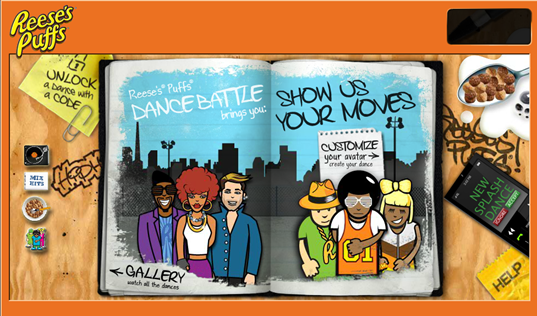 Reese's
Puffs
UNLOCK
a DANCE with
a CODE
MIX
HITS
Reese's® Puffs®
DANCE BATTLE
brings you:
GALLERY
watch all the dances
SHOW US
YOUR MOVES
CUSTOMIZE
your avatar
create your dance
NEW
SPLASH
DANCE
HELP